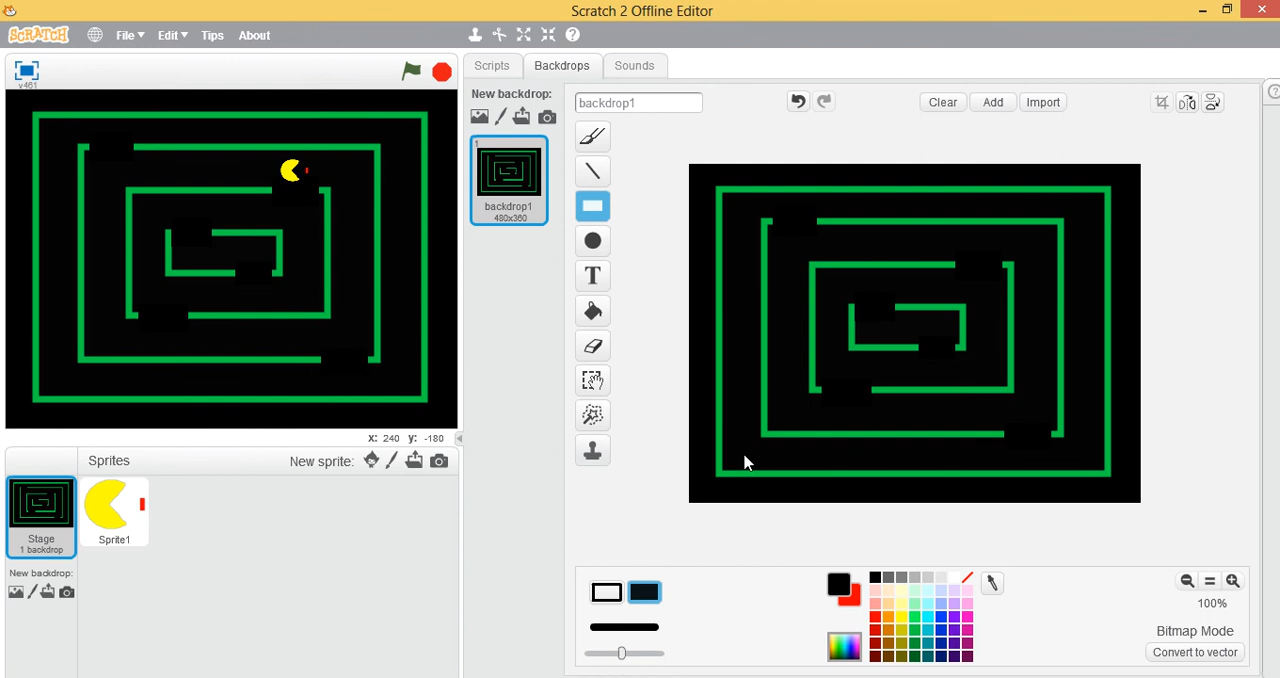 Scratch 2 Offline Editor
SCRATCH
File
Edit
Tips
About
v461
Scripts
Backdrops
Sounds
New backdrop:
backdrop1
Clear
Add
Import
1
backdrop1
480x360
T
X: 240 y: -180
Sprites
New sprite:
Stage
1 backdrop
Sprite1
New backdrop:
100%
Bitmap Mode
Convert to vector